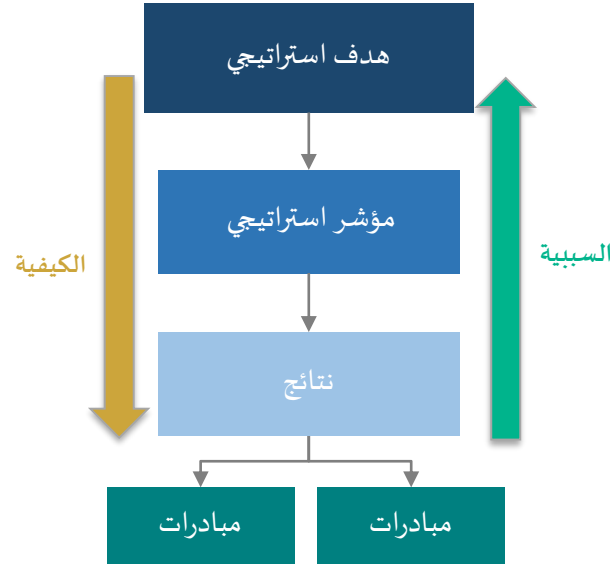 هدف استراتيجي
مؤشر استراتيجي
السببية
الكيفية
نتائج
مبادرات
مبادرات